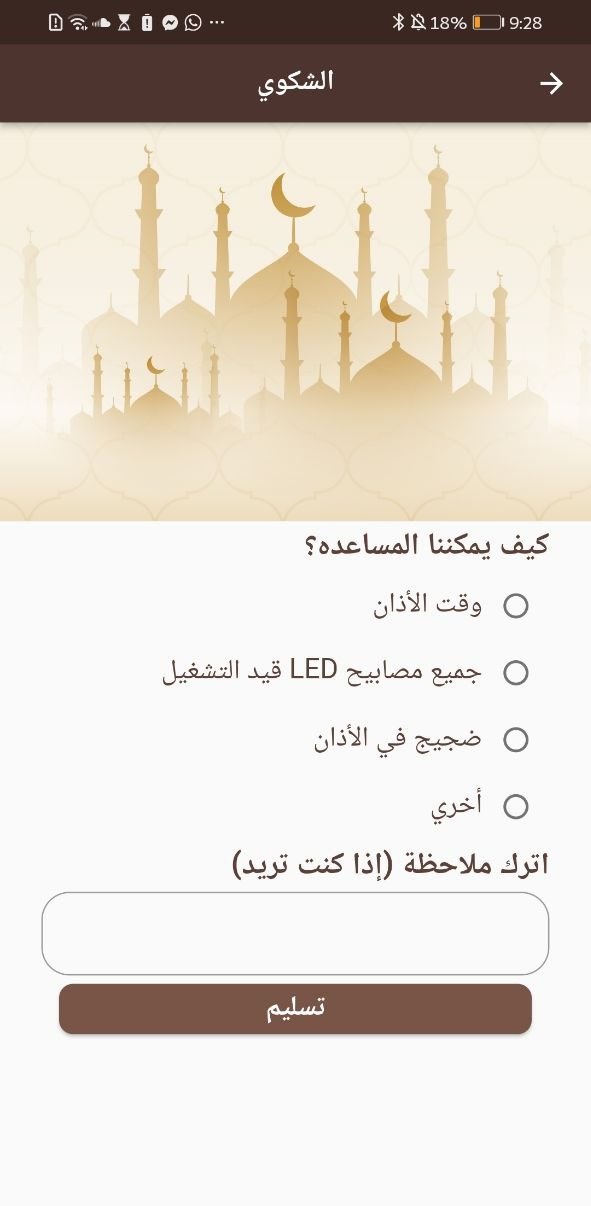 18% 9:28
الشكوي
كيف يمكننا المساعده؟
وقت الأذان
جميع مصابيح LED قيد التشغيل
ضجيج في الأذان
أخري
اترك ملاحظة (إذا كنت تريد)
تسليم